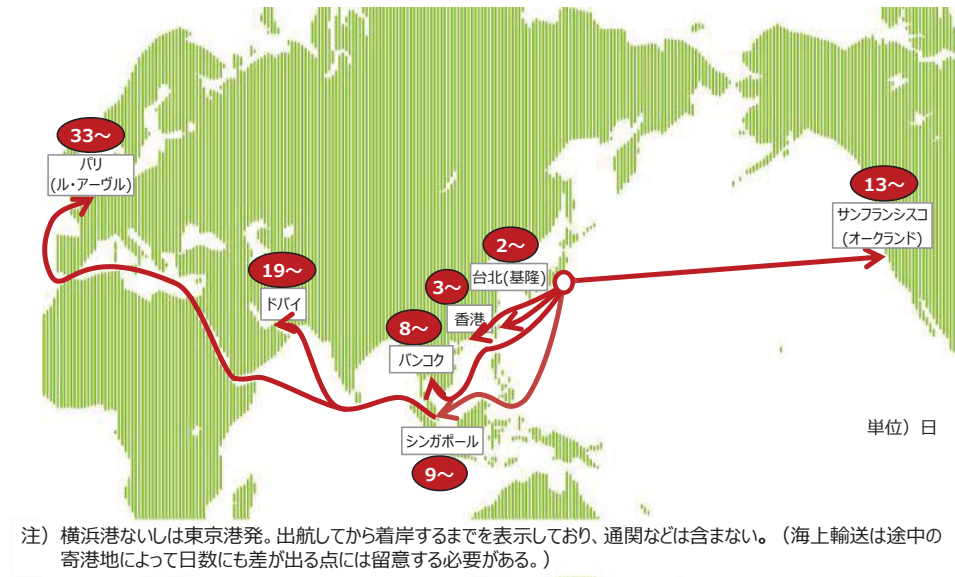 33～
パリ
(ル・アーヴル)
13～
サンフランシスコ
(オークランド)
2～
台北(基隆)
19～
ドバイ
3～
香港
8～
バンコク
シンガポール
9～
単位）日
注）横浜港ないしは東京港発。出航してから着岸するまでを表示しており、通関などは含まない。（海上輸送は途中の
寄港地によって日数にも差が出る点には留意する必要がある。）